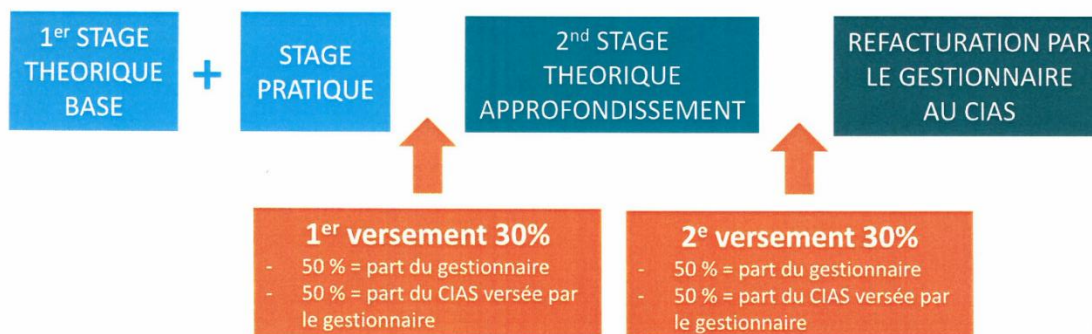 1er STAGE
THEORIQUE
BASE
+
STAGE
PRATIQUE
2nd STAGE
THEORIQUE
APPROFONDISSEMENT
REFACTURATION PAR
LE GESTIONNAIRE
AU CIAS
1er versement 30%
- 50 % = part du gestionnaire
- 50 % = part du CIAS versée par
le gestionnaire
2e versement 30%
- 50 % = part du gestionnaire
- 50 % = part du CIAS versée par
le gestionnaire